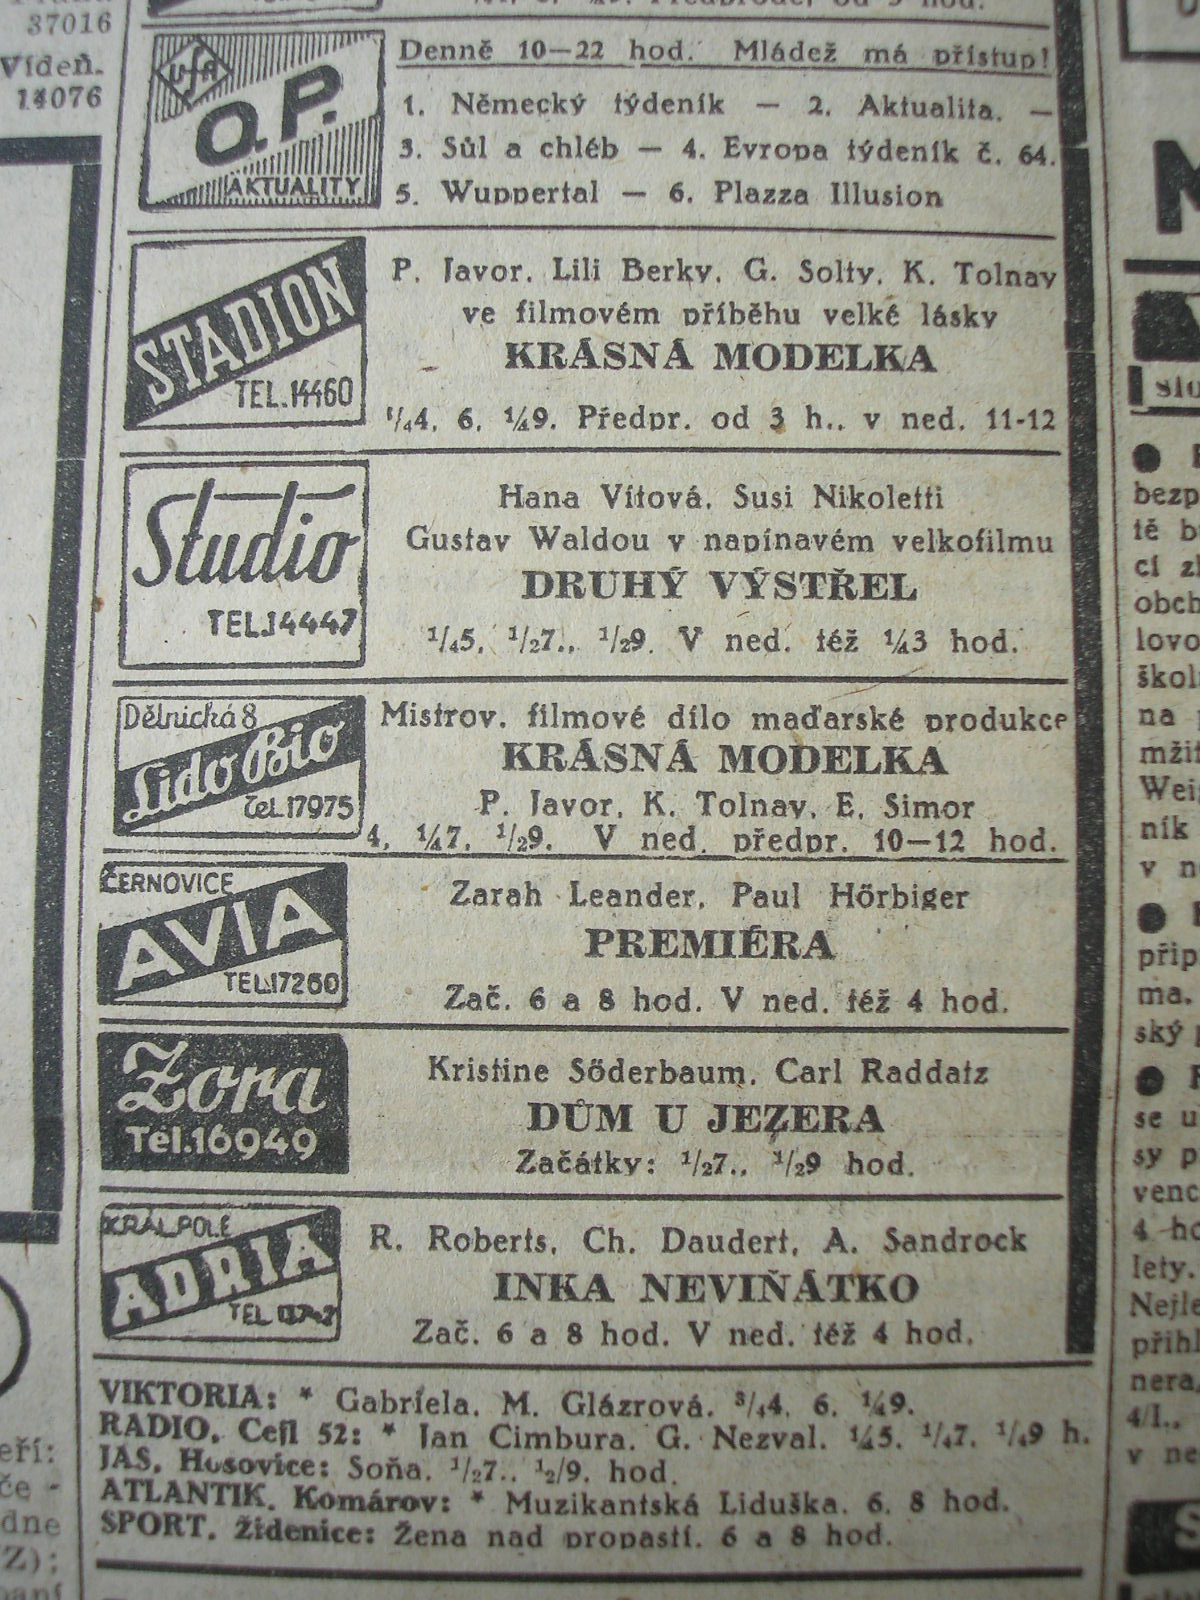 37016
Vídeň.
14076
Ufa
O.P.
AKTUALITY
Denně 10—22 hod. Mládež má přístup!
1. Německý týdeník — 2. Aktualita. —
3. Sůl a chléb — 4. Evropa týdeník č. 64.
5. Wuppertal — 6. Plazza Illusion
STADION
TEL.14460
P. Javor, Lili Berky, G. Solty, K. Tolnay
ve filmovém příběhu velké lásky
KRÁSNÁ MODELKA
¹/₄4, 6, ¼9. Předpr. od 3 h., v ned. 11-12
Studio
TEL.14447
Hana Vítová, Susi Nikoletti
Gustav Waldou v napínavém velkofilmu
DRUHÝ VÝSTŘEL
¹/₄5, ¹/₂7., ¹/₂9. V ned. též ¼3 hod.
Dělnická 8
Lido Bio
tel.17975
Mistrov. filmové dílo maďarské produkce
KRÁSNÁ MODELKA
P. Javor, K. Tolnay, E. Simor
4, ¼7, ¹/₂9. V ned. předpr. 10—12 hod.
ČERNOVICE
AVIA
TEL.17260
Zarah Leander, Paul Hörbiger
PREMIÉRA
Zač. 6 a 8 hod. V ned. též 4 hod.
Zora
Tel.16949
Kristine Söderbaum, Carl Raddatz
DŮM U JEZERA
Začátky: ¹/₂7., ¹/₂9 hod.
KRÁL.POLE
ADRIA
TEL
R. Roberts, Ch. Daudert, A. Sandrock
INKA NEVIŇÁTKO
Zač. 6 a 8 hod. V ned. též 4 hod.
VIKTORIA: * Gabriela. M. Glázrová. ³/₄4, 6, ¼9.
RADIO, Cejl 52: * Jan Cimbura. G. Nezval. ¼5, ¹/₄7, ¹/₄9 h.
JAS, Husovice: Soňa. ¹/₂7., ¹₂/9. hod.
ATLANTIK, Komárov: * Muzikantská Liduška. 6, 8 hod.
SPORT, Židenice: Žena nad propastí. 6 a 8 hod.